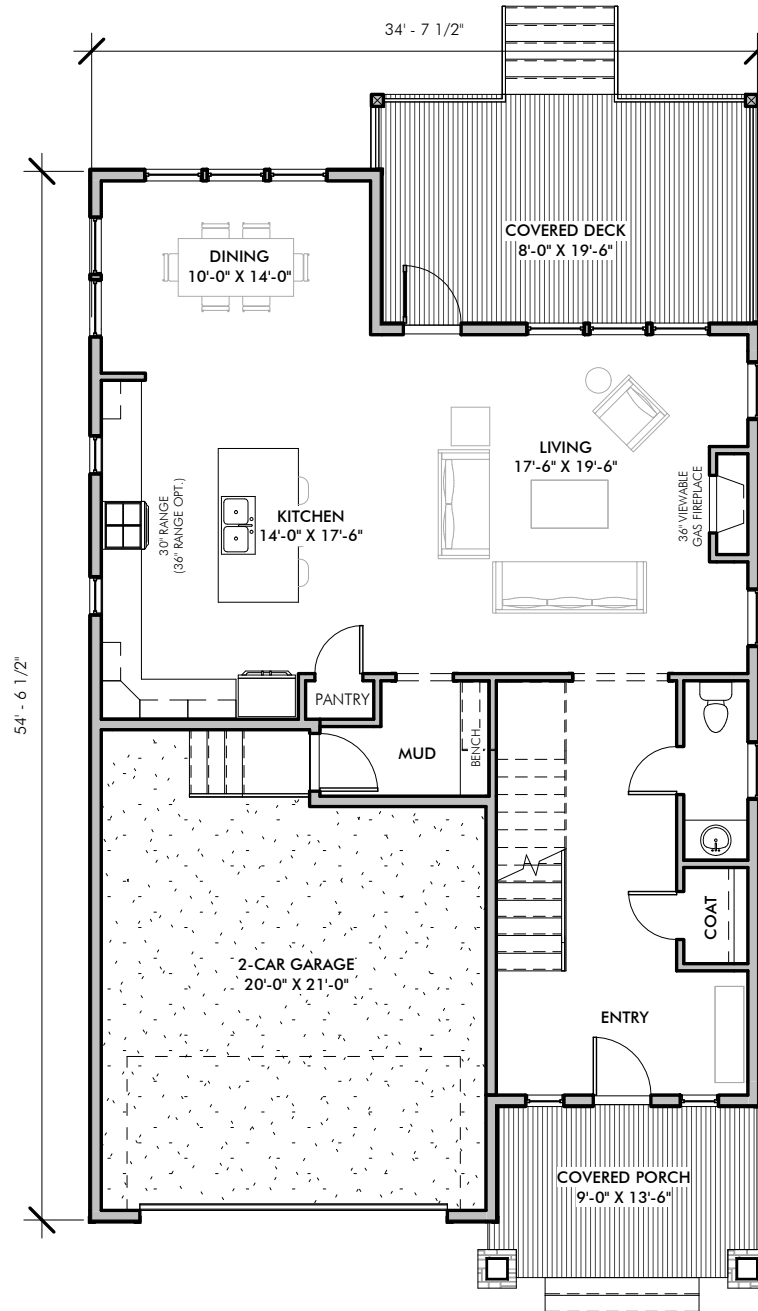 34' - 7 1/2"
COVERED DECK
8'-0" X 19'-6"
DINING
10'-0" X 14'-0"
LIVING
17'-6" X 19'-6"
36" VIEWABLE
GAS FIREPLACE
30" RANGE
(36" RANGE OPT.)
KITCHEN
14'-0" X 17'-6"
54' - 6 1/2"
PANTRY
MUD
BENCH
COAT
2-CAR GARAGE
20'-0" X 21'-0"
ENTRY
COVERED PORCH
9'-0" X 13'-6"